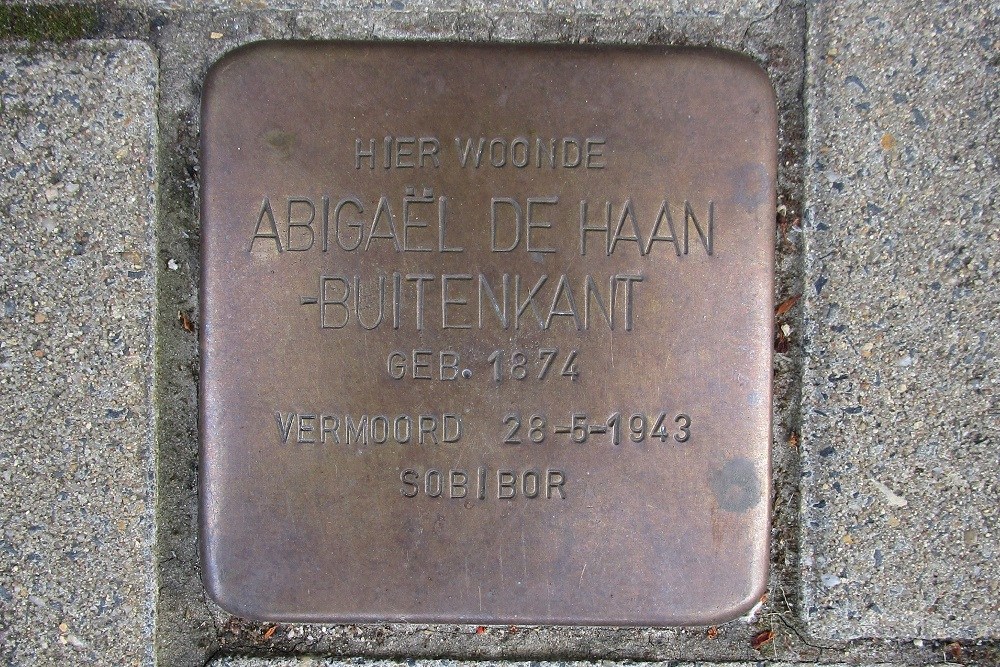 HIER WOONDE
ABIGAËL DE HAAN
-BUITENKANT
GEB. 1874
VERMOORD 28-5-1943
SOBIBOR